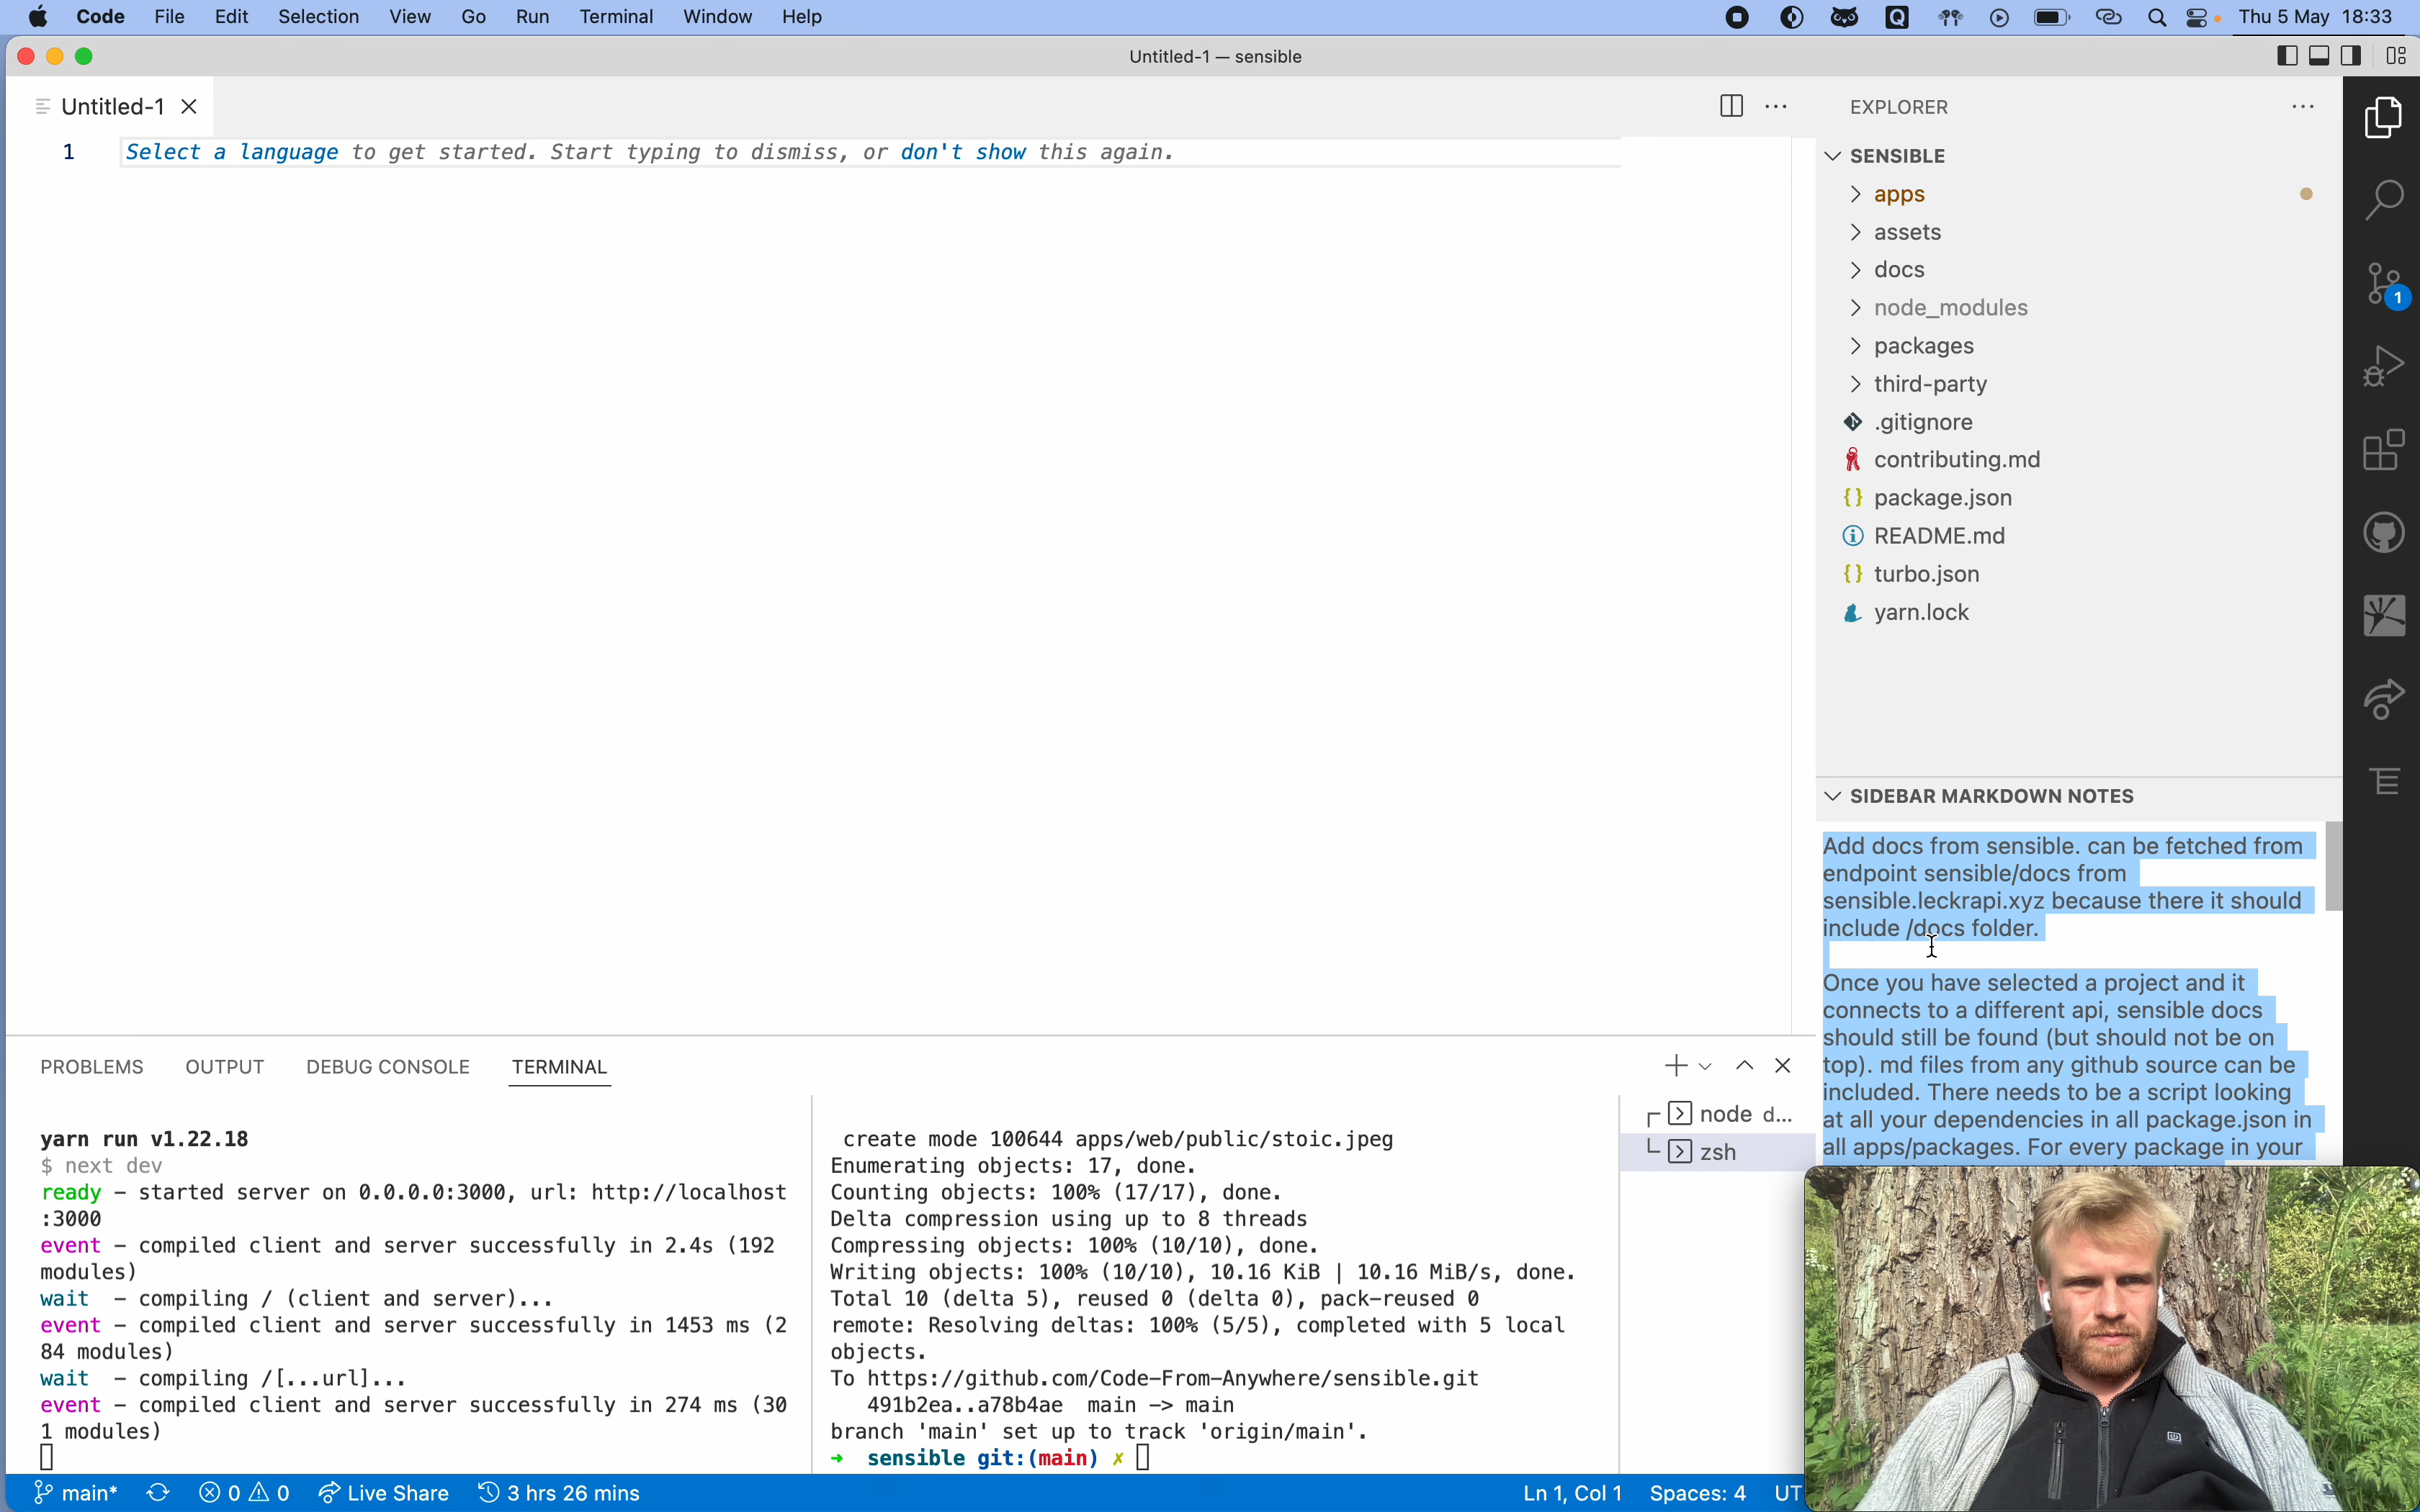 Code File Edit Selection View Go Run Terminal Window Help
Thu 5 May 18:33
Untitled-1 — sensible
Untitled-1
1 Select a language to get started. Start typing to dismiss, or don't show this again.
EXPLORER
SENSIBLE
apps
assets
docs
node_modules
packages
third-party
.gitignore
contributing.md
package.json
README.md
turbo.json
yarn.lock
1
SIDEBAR MARKDOWN NOTES
Add docs from sensible. can be fetched from
endpoint sensible/docs from
sensible.leckrapi.xyz because there it should
include /docs folder.
Once you have selected a project and it
connects to a different api, sensible docs
should still be found (but should not be on
top). md files from any github source can be
included. There needs to be a script looking
at all your dependencies in all package.json in
all apps/packages. For every package in your
PROBLEMS OUTPUT DEBUG CONSOLE TERMINAL
yarn run v1.22.18
$ next dev
ready – started server on 0.0.0.0:3000, url: http://localhost
:3000
event – compiled client and server successfully in 2.4s (192
modules)
wait – compiling / (client and server)...
event – compiled client and server successfully in 1453 ms (2
84 modules)
wait – compiling /[...url]...
event – compiled client and server successfully in 274 ms (30
1 modules)
create mode 100644 apps/web/public/stoic.jpeg
Enumerating objects: 17, done.
Counting objects: 100% (17/17), done.
Delta compression using up to 8 threads
Compressing objects: 100% (10/10), done.
Writing objects: 100% (10/10), 10.16 KiB | 10.16 MiB/s, done.
Total 10 (delta 5), reused 0 (delta 0), pack-reused 0
remote: Resolving deltas: 100% (5/5), completed with 5 local
objects.
To https://github.com/Code-From-Anywhere/sensible.git
491b2ea..a78b4ae main -> main
branch 'main' set up to track 'origin/main'.
➜ sensible git:(main) ✗
node d...
zsh
main* 0 0 Live Share 3 hrs 26 mins
Ln 1, Col 1 Spaces: 4 UT